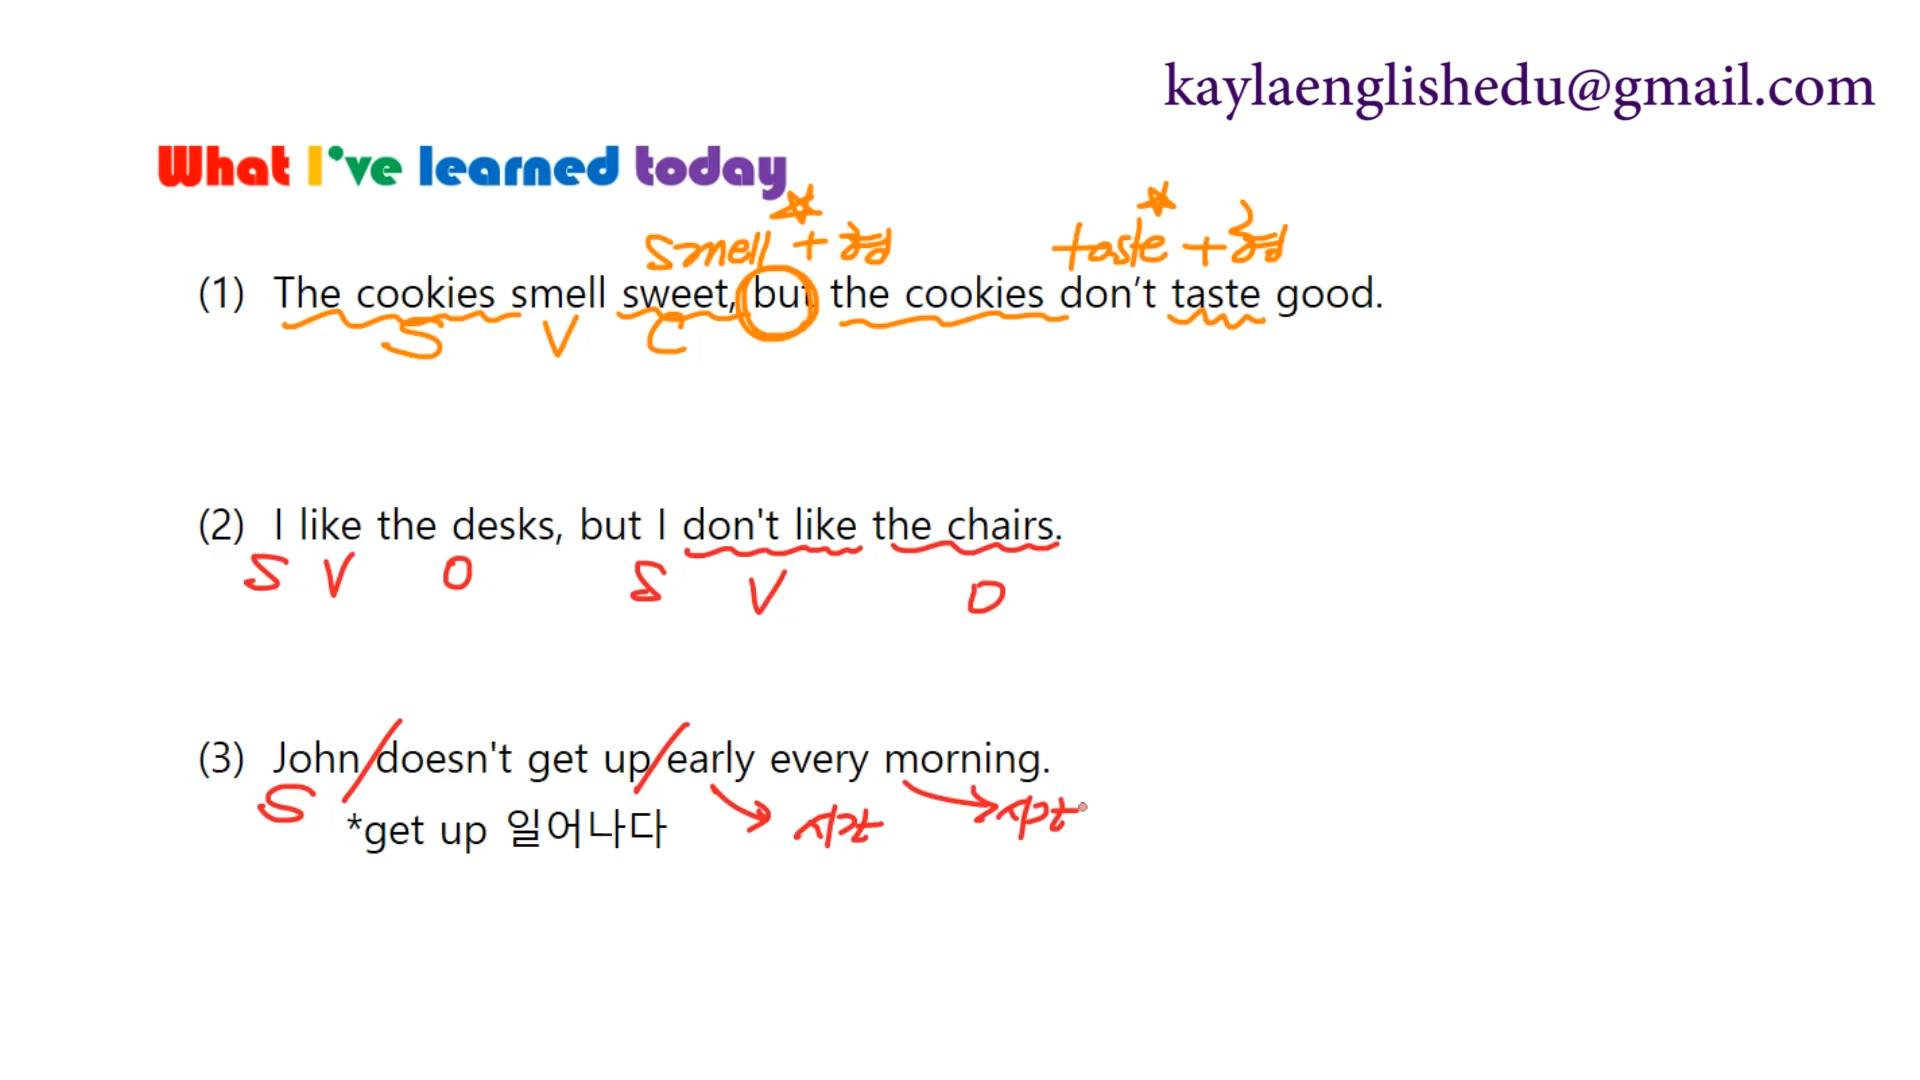 kaylaenglishedu@gmail.com
What I've learned today
smell + 형 taste + 형
(1) The cookies smell sweet, but the cookies don’t taste good.
S V C
(2) I like the desks, but I don't like the chairs.
S V O S V O
(3) John doesn't get up early every morning.
S
*get up 일어나다
시간 시간